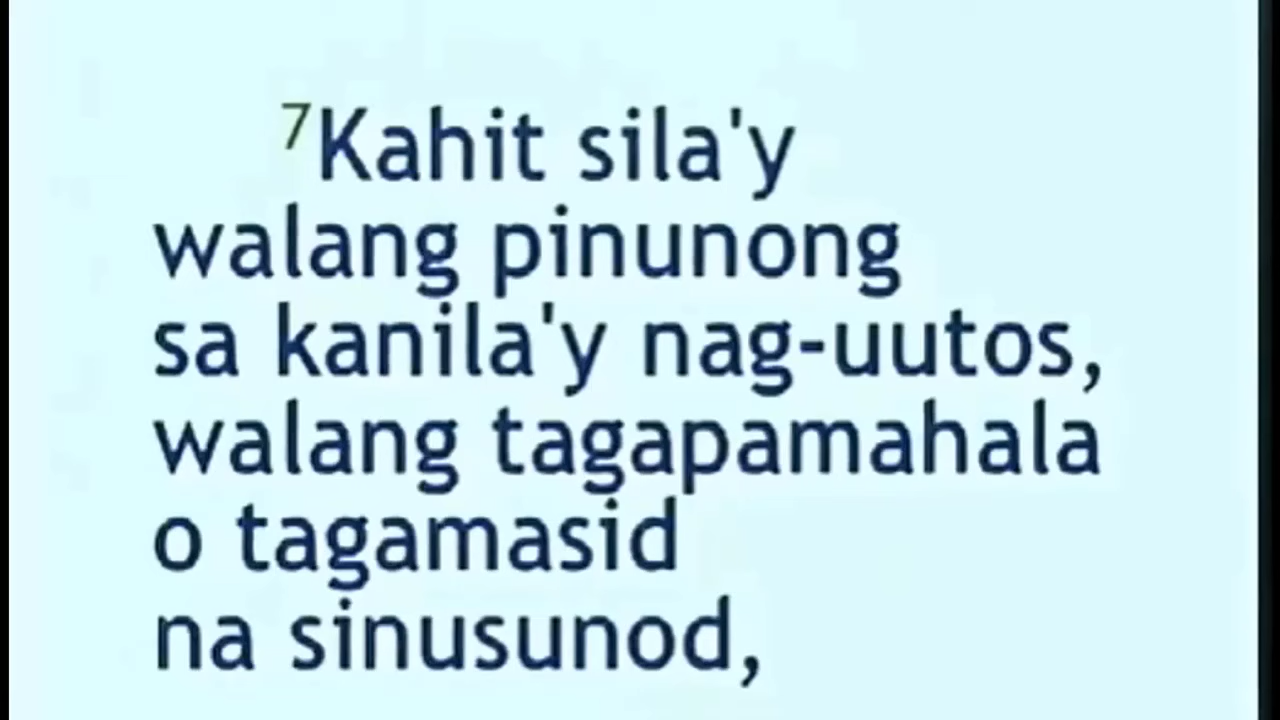 7Kahit sila'y
walang pinunong
sa kanila'y nag-uutos,
walang tagapamahala
o tagamasid
na sinusunod,